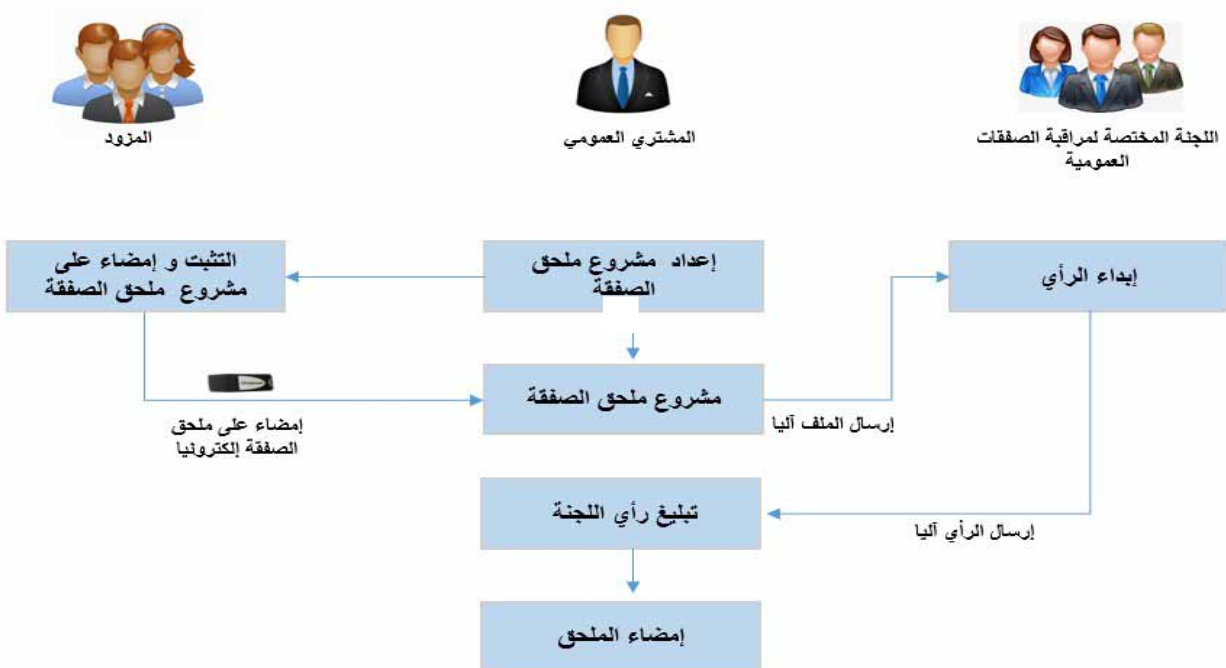 اللجنة المختصة لمراقبة الصفقات
العمومية
المشتري العمومي
المزود
إعداد مشروع ملحق
الصفقة
التثبت و إمضاء على
مشروع ملحق الصفقة
إبداء الرأي
مشروع ملحق الصفقة
إمضاء على ملحق
الصفقة إلكترونيا
إرسال الملف آليا
تبليغ رأي اللجنة
إرسال الرأي آليا
إمضاء الملحق